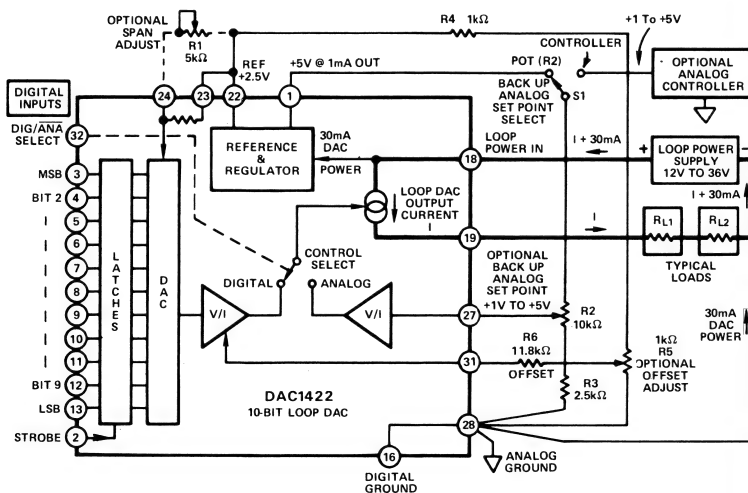 OPTIONAL
SPAN
ADJUST
R1
5kΩ
REF
+2.5V
+5V @ 1mA OUT
R4 1kΩ
+1 To +5V
CONTROLLER
POT (R2)
S1
BACK UP
ANALOG
SET POINT
SELECT
OPTIONAL
ANALOG
CONTROLLER
DIGITAL
INPUTS
24
23
22
1
DIG/ANA
SELECT
32
REFERENCE
&
REGULATOR
30mA
DAC
POWER
18
LOOP
POWER IN
I + 30mA
+
–
LOOP POWER
SUPPLY
12V TO 36V
I + 30mA
MSB
3
BIT 2
4
5
6
7
8
9
10
11
BIT 9
12
LSB
13
STROBE
2
LATCHES
DAC
LOOP DAC
OUTPUT
CURRENT
I
19
I
RL1
RL2
TYPICAL
LOADS
CONTROL
SELECT
DIGITAL
ANALOG
V/I
V/I
OPTIONAL
BACK UP
ANALOG
SET POINT
+1V TO +5V
27
R2
10kΩ
30mA
DAC
POWER
31
R6
11.8kΩ
OFFSET
1kΩ
R5
OPTIONAL
OFFSET
ADJUST
R3
2.5kΩ
DAC1422
10-BIT LOOP DAC
28
16
DIGITAL
GROUND
ANALOG
GROUND